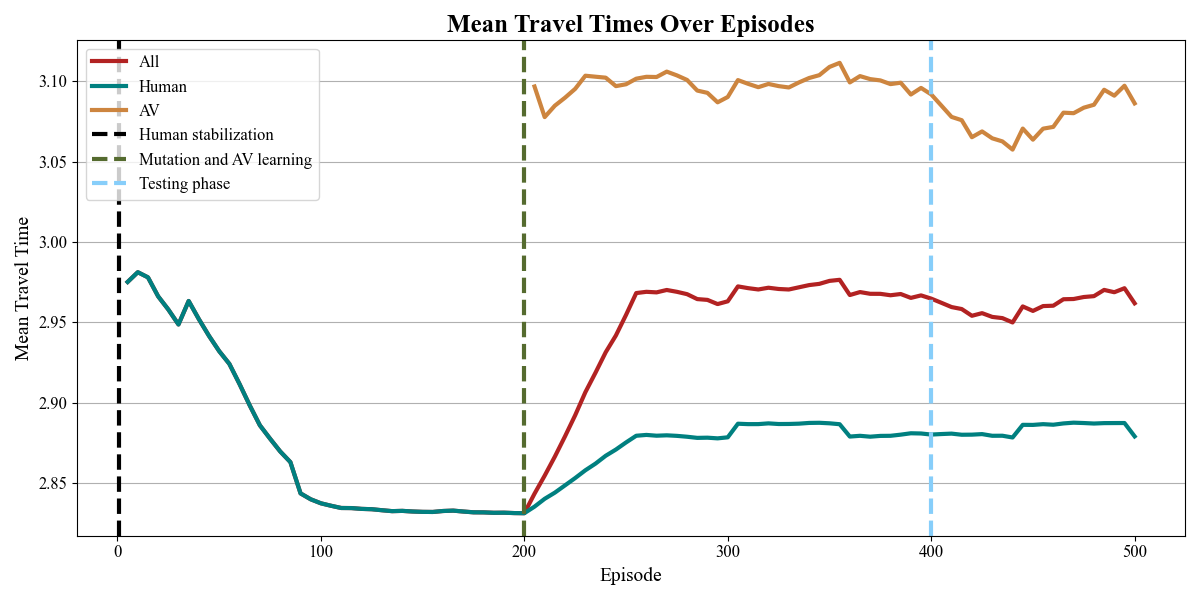 Mean Travel Times Over Episodes
All
Human
AV
Human stabilization
Mutation and AV learning
Testing phase
3.10
3.05
3.00
2.95
2.90
2.85
Mean Travel Time
0 100 200 300 400 500
Episode